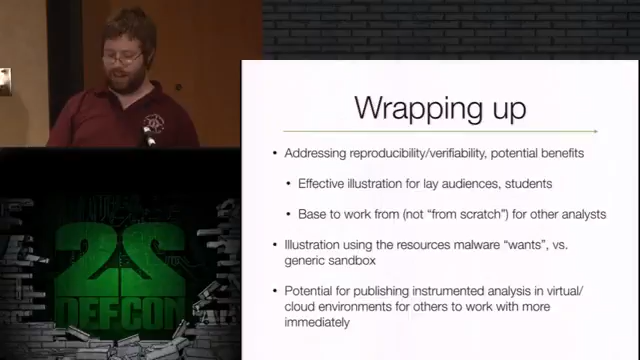 Wrapping up
• Addressing reproducibility/verifiability, potential benefits
• Effective illustration for lay audiences, students
• Base to work from (not “from scratch”) for other analysts
• Illustration using the resources malware “wants”, vs.
generic sandbox
• Potential for publishing instrumented analysis in virtual/
cloud environments for others to work with more
immediately
22
DEFCON